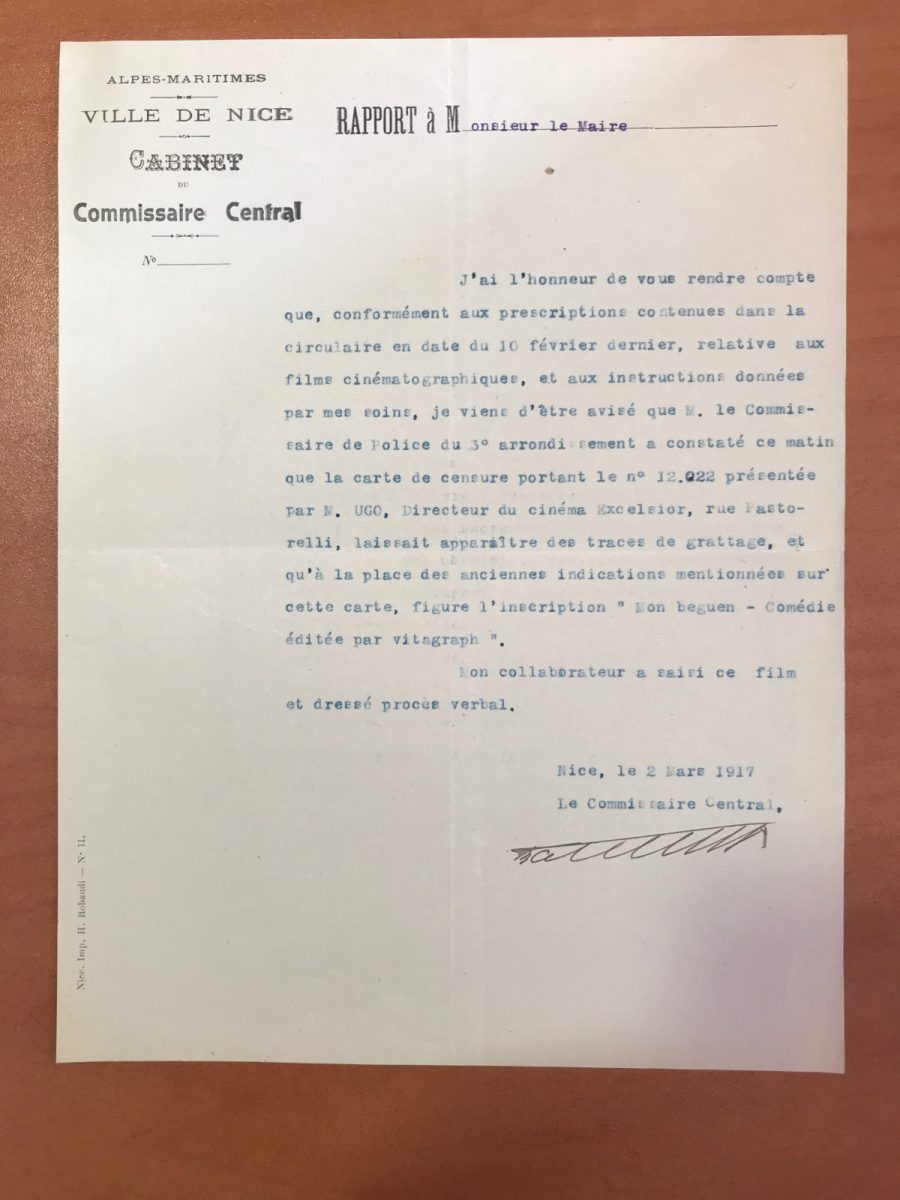 ALPES-MARITIMES
VILLE DE NICE
CABINET
DU
Commissaire Central
No
RAPPORT à Monsieur le Maire
J'ai l'honneur de vous rendre compte
que, conformément aux prescriptions contenues dans la
circulaire en date du 10 février dernier, relative aux
films cinématographiques, et aux instructions données
par mes soins, je viens d'être avisé que M. le Commis-
saire de Police du 3° arrondissement a constaté ce matin
que la carte de censure portant le n° 12.022 présentée
par M. UGO, Directeur du cinéma Excelsior, rue Pasto-
relli, laissait apparaître des traces de grattage, et
qu'à la place des anciennes indications mentionnées sur
cette carte, figure l'inscription " Mon beguen - Comédie
éditée par vitagraph ".
Mon collaborateur a saisi ce film
et dressé procès verbal.
Nice, le 2 Mars 1917
Le Commissaire Central,
Nice. Imp. H. Robaudi — N° 11.